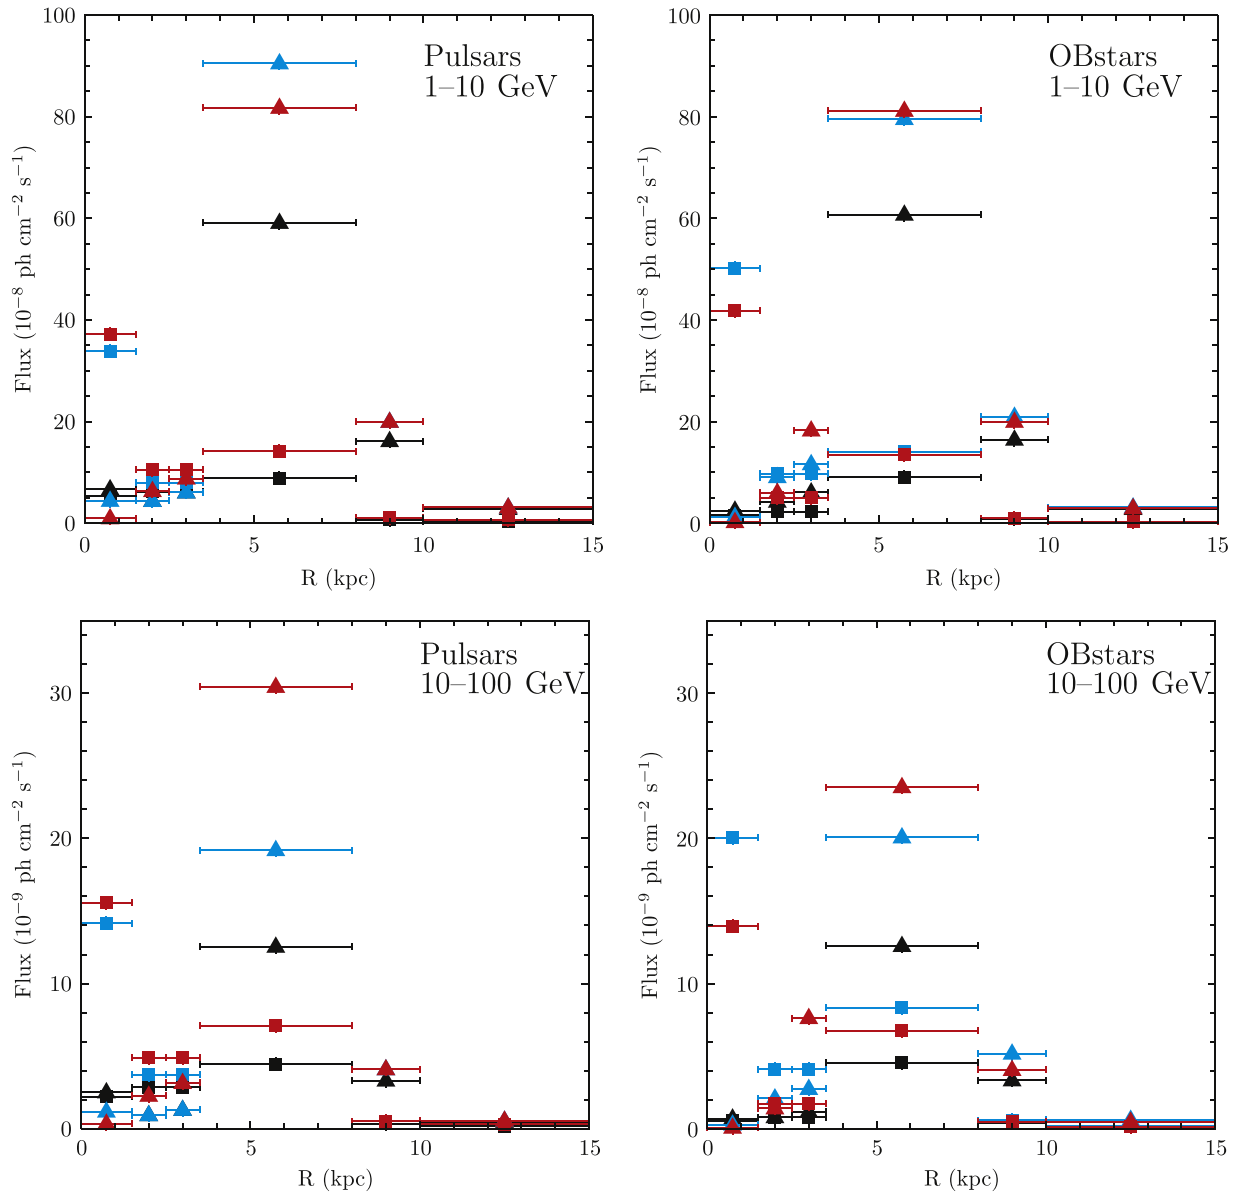 Pulsars
1–10 GeV
Flux (10⁻⁸ ph cm⁻² s⁻¹)
100
80
60
40
20
0
0 5 10 15
R (kpc)
OBstars
1–10 GeV
Flux (10⁻⁸ ph cm⁻² s⁻¹)
100
80
60
40
20
0
0 5 10 15
R (kpc)
Pulsars
10–100 GeV
Flux (10⁻⁹ ph cm⁻² s⁻¹)
30
20
10
0
0 5 10 15
R (kpc)
OBstars
10–100 GeV
Flux (10⁻⁹ ph cm⁻² s⁻¹)
30
20
10
0
0 5 10 15
R (kpc)